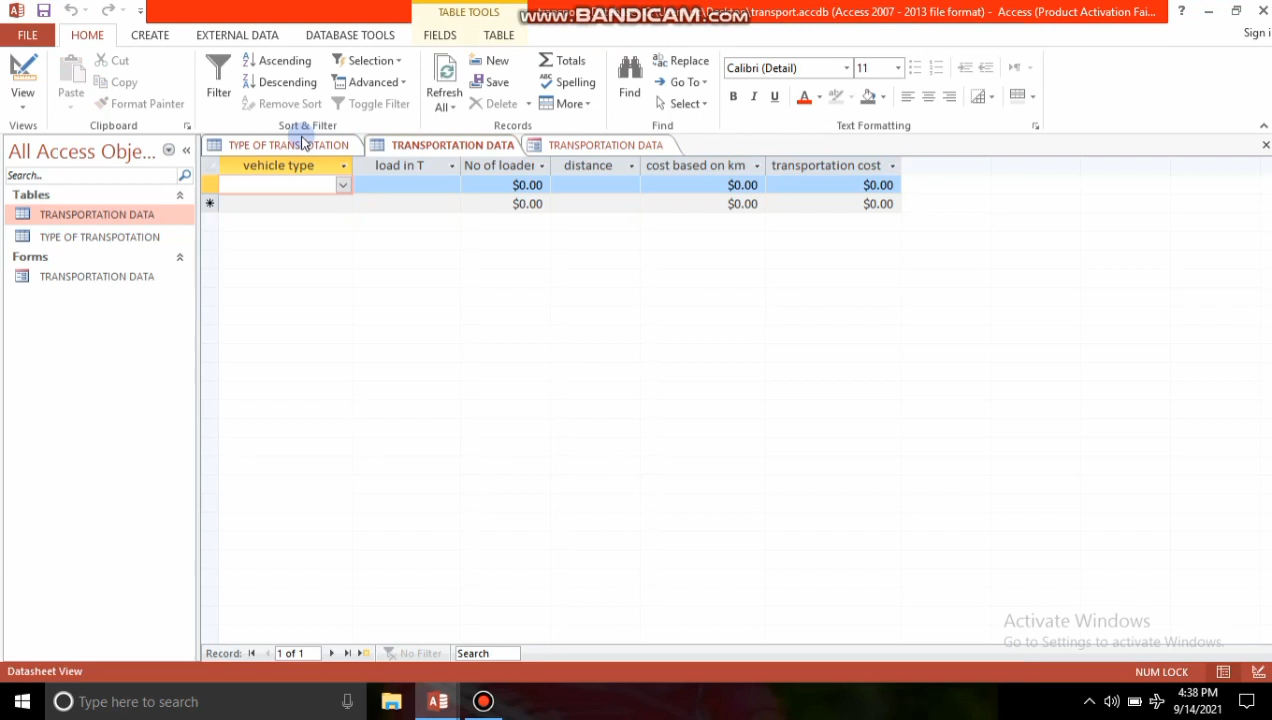 www.BANDICAM.com
transport.accdb (Access 2007 - 2013 file format) - Access (Product Activation Fai...
TABLE TOOLS
?
FILE
HOME
CREATE
EXTERNAL DATA
DATABASE TOOLS
FIELDS
TABLE
Sign i
View
Views
Paste
Cut
Copy
Format Painter
Clipboard
Filter
Ascending
Descending
Remove Sort
Selection
Advanced
Toggle Filter
Sort & Filter
Refresh
All
New
Save
Delete
Totals
Spelling
More
Records
Find
Replace
Go To
Select
Find
Calibri (Detail)
11
B I U
A
Text Formatting
All Access Obje...
Search...
Tables
TRANSPORTATION DATA
TYPE OF TRANSPOTATION
Forms
TRANSPORTATION DATA
TYPE OF TRANSPOTATION
TRANSPORTATION DATA
TRANSPORTATION DATA
vehicle type load in T No of loader distance cost based on km transportation cost
$0.00 $0.00 $0.00
$0.00 $0.00 $0.00
Activate Windows
Go to Settings to activate Windows.
Record: 1 of 1 No Filter Search
Datasheet View
NUM LOCK
Type here to search
4:38 PM
9/14/2021